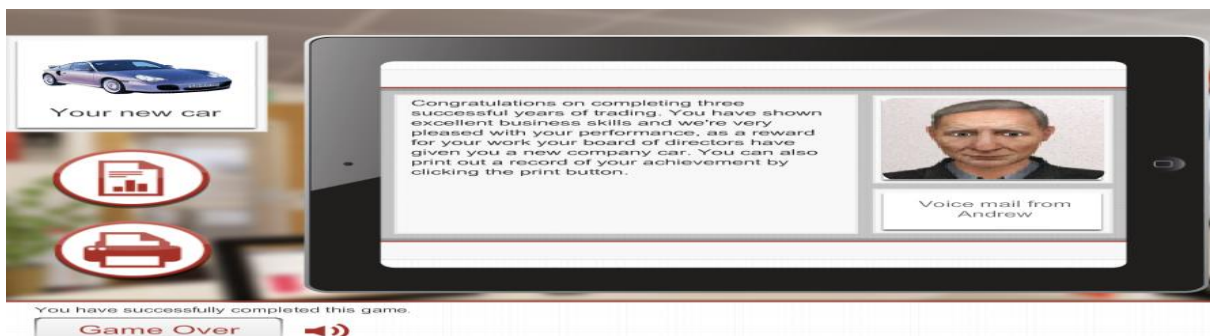 Your new car
Congratulations on completing three
successful years of trading. You have shown
excellent business skills and we're very
pleased with your performance, as a reward
for your work your board of directors have
given you a new company car. You can also
print out a record of your achievement by
clicking the print button.
Voice mail from
Andrew
You have successfully completed this game.
Game Over